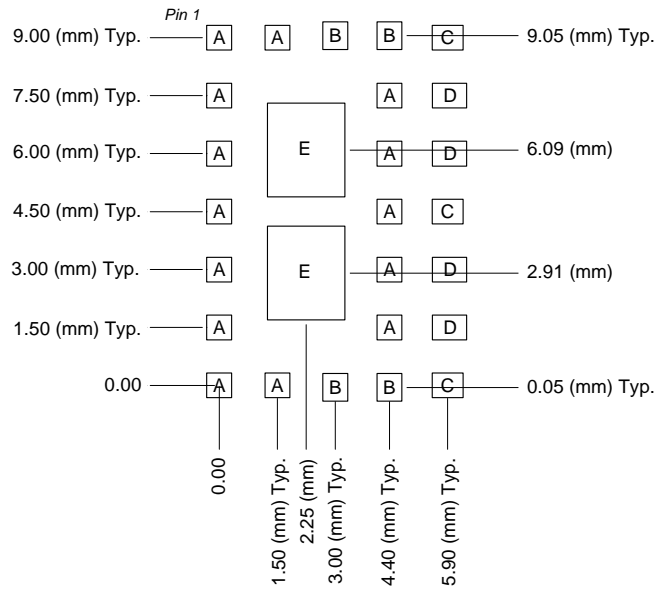 Pin 1
9.00 (mm) Typ. A A B B C 9.05 (mm) Typ.
7.50 (mm) Typ. A A D
6.00 (mm) Typ. A E A D 6.09 (mm)
4.50 (mm) Typ. A A C
3.00 (mm) Typ. A E A D 2.91 (mm)
1.50 (mm) Typ. A A D
0.00 A A B B C 0.05 (mm) Typ.
0.00
1.50 (mm) Typ.
2.25 (mm)
3.00 (mm) Typ.
4.40 (mm) Typ.
5.90 (mm) Typ.